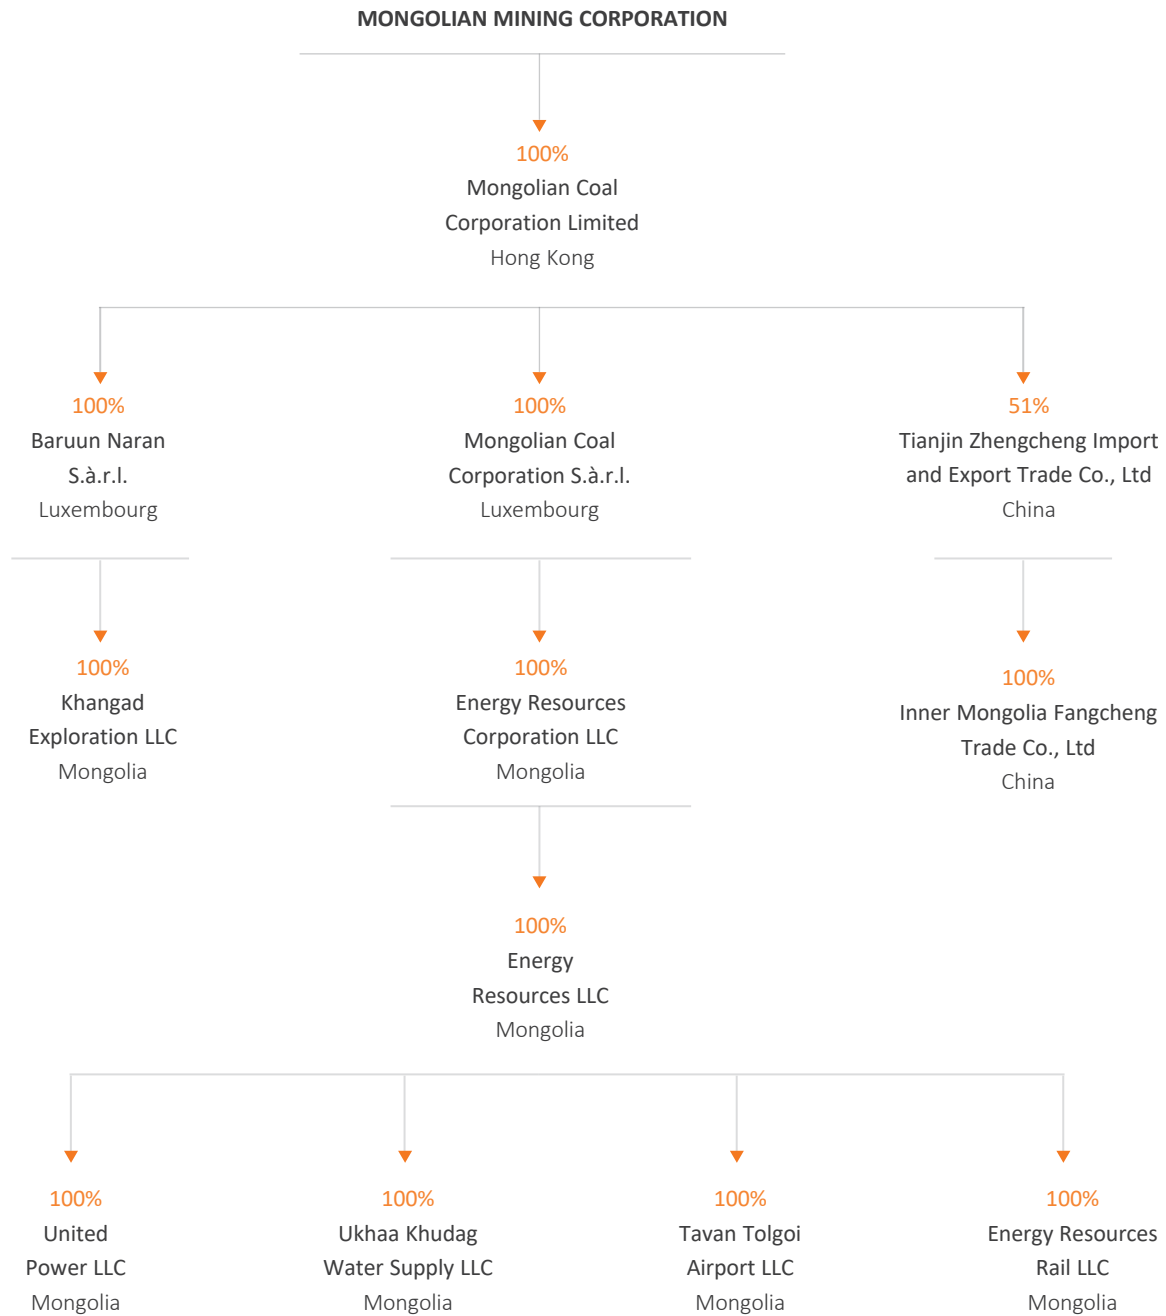 MONGOLIAN MINING CORPORATION
100%
Mongolian Coal
Corporation Limited
Hong Kong
100%
Baruun Naran
S.à.r.l.
Luxembourg
100%
Mongolian Coal
Corporation S.à.r.l.
Luxembourg
51%
Tianjin Zhengcheng Import
and Export Trade Co., Ltd
China
100%
Khangad
Exploration LLC
Mongolia
100%
Energy Resources
Corporation LLC
Mongolia
100%
Inner Mongolia Fangcheng
Trade Co., Ltd
China
100%
Energy
Resources LLC
Mongolia
100%
United
Power LLC
Mongolia
100%
Ukhaa Khudag
Water Supply LLC
Mongolia
100%
Tavan Tolgoi
Airport LLC
Mongolia
100%
Energy Resources
Rail LLC
Mongolia